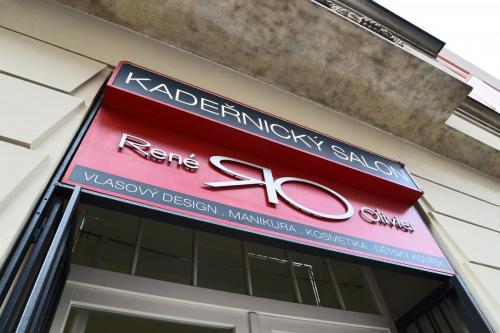 KADEŘNICKÝ SALON
René RO Olivier
VLASOVÝ DESIGN . MANIKURA . KOSMETIKA . DĚTSKÝ KOUTEK